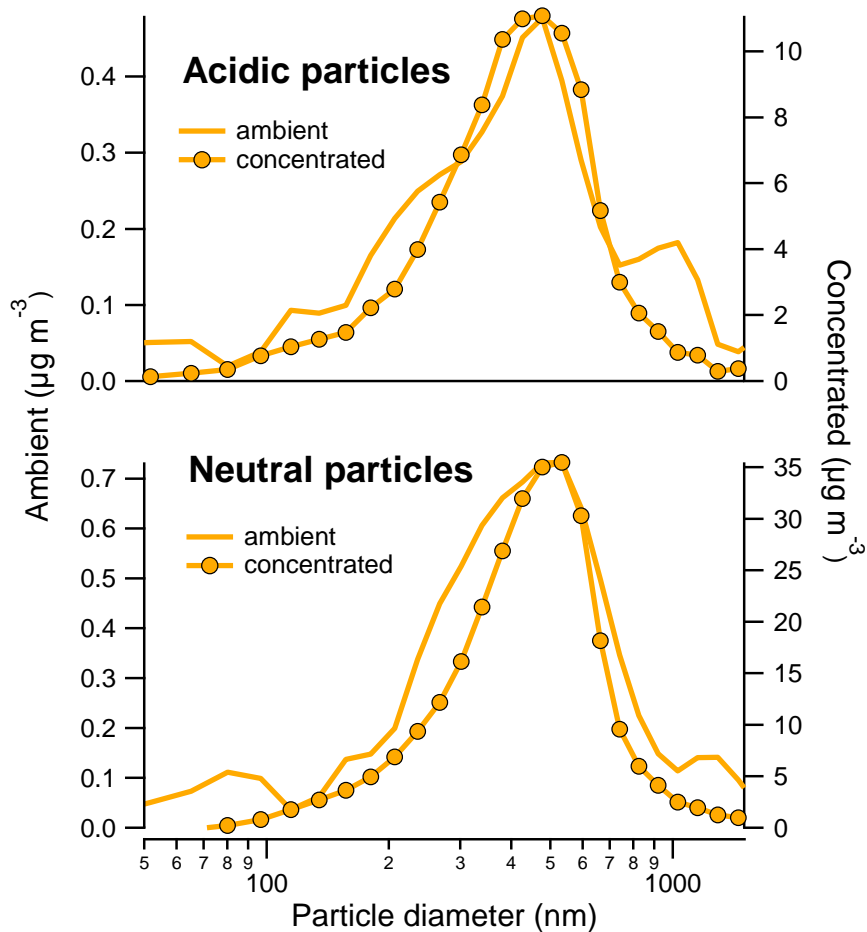 Acidic particles
ambient
concentrated
0.4
0.3
0.2
0.1
0.0
10
8
6
4
2
0
Ambient (µg m-3)
Concentrated (µg m-3)
Neutral particles
ambient
concentrated
0.7
0.6
0.5
0.4
0.3
0.2
0.1
0.0
35
30
25
20
15
10
5
0
5 6 7 8 9 2 3 4 5 6 7 8 9
100 1000
Particle diameter (nm)